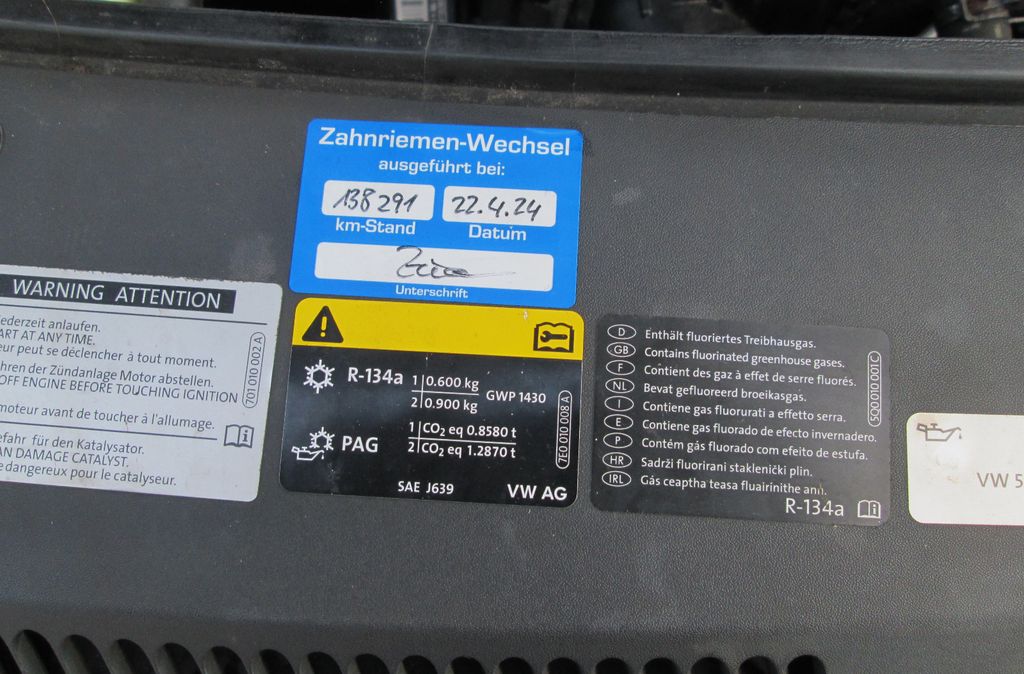 Zahnriemen-Wechsel
ausgeführt bei:
138 291
22.4.24
km-Stand
Datum
Unterschrift
WARNING ATTENTION
ederzeit anlaufen.
ART AT ANY TIME.
eur peut se déclencher à tout moment.
hren der Zündanlage Motor abstellen.
OFF ENGINE BEFORE TOUCHING IGNITION
moteur avant de toucher à l'allumage.
efahr für den Katalysator.
AN DAMAGE CATALYST.
e dangereux pour le catalyseur.
7D1 010 002 A
R-134a
1 0.600 kg
2 0.900 kg
GWP 1430
PAG
1 CO₂ eq 0.8580 t
2 CO₂ eq 1.2870 t
SAE J639
VW AG
7E0 010 008 A
D Enthält fluoriertes Treibhausgas.
GB Contains fluorinated greenhouse gases.
F Contient des gaz à effet de serre fluorés.
NL Bevat gefluoreerd broeikasgas.
I Contiene gas fluorurati a effetto serra.
E Contiene gas fluorado de efecto invernadero.
P Contém gás fluorado com efeito de estufa.
HR Sadrži fluorirani staklenički plin.
IRL Gás ceaptha teasa fluairínithe ann.
R-134a
5Q0 010 001 C
VW 5